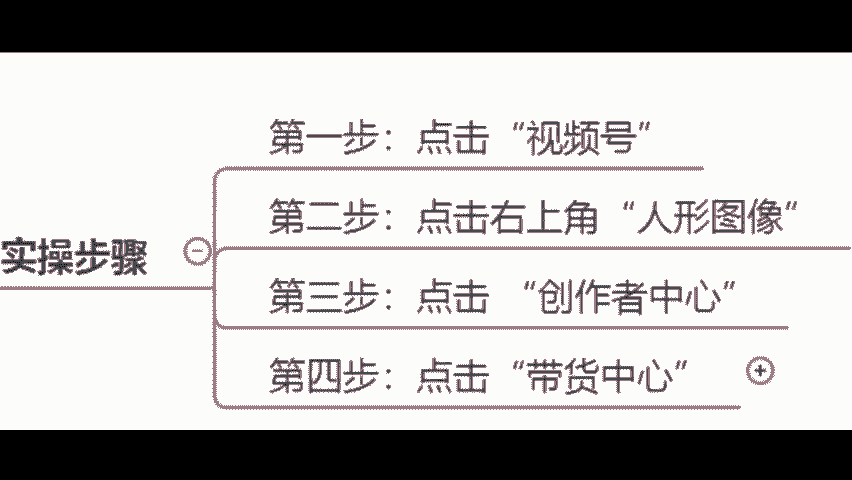 实操步骤
第一步：点击“视频号”
第二步：点击右上角“人形图像“
第三步：点击 “创作者中心”
第四步：点击“带货中心”